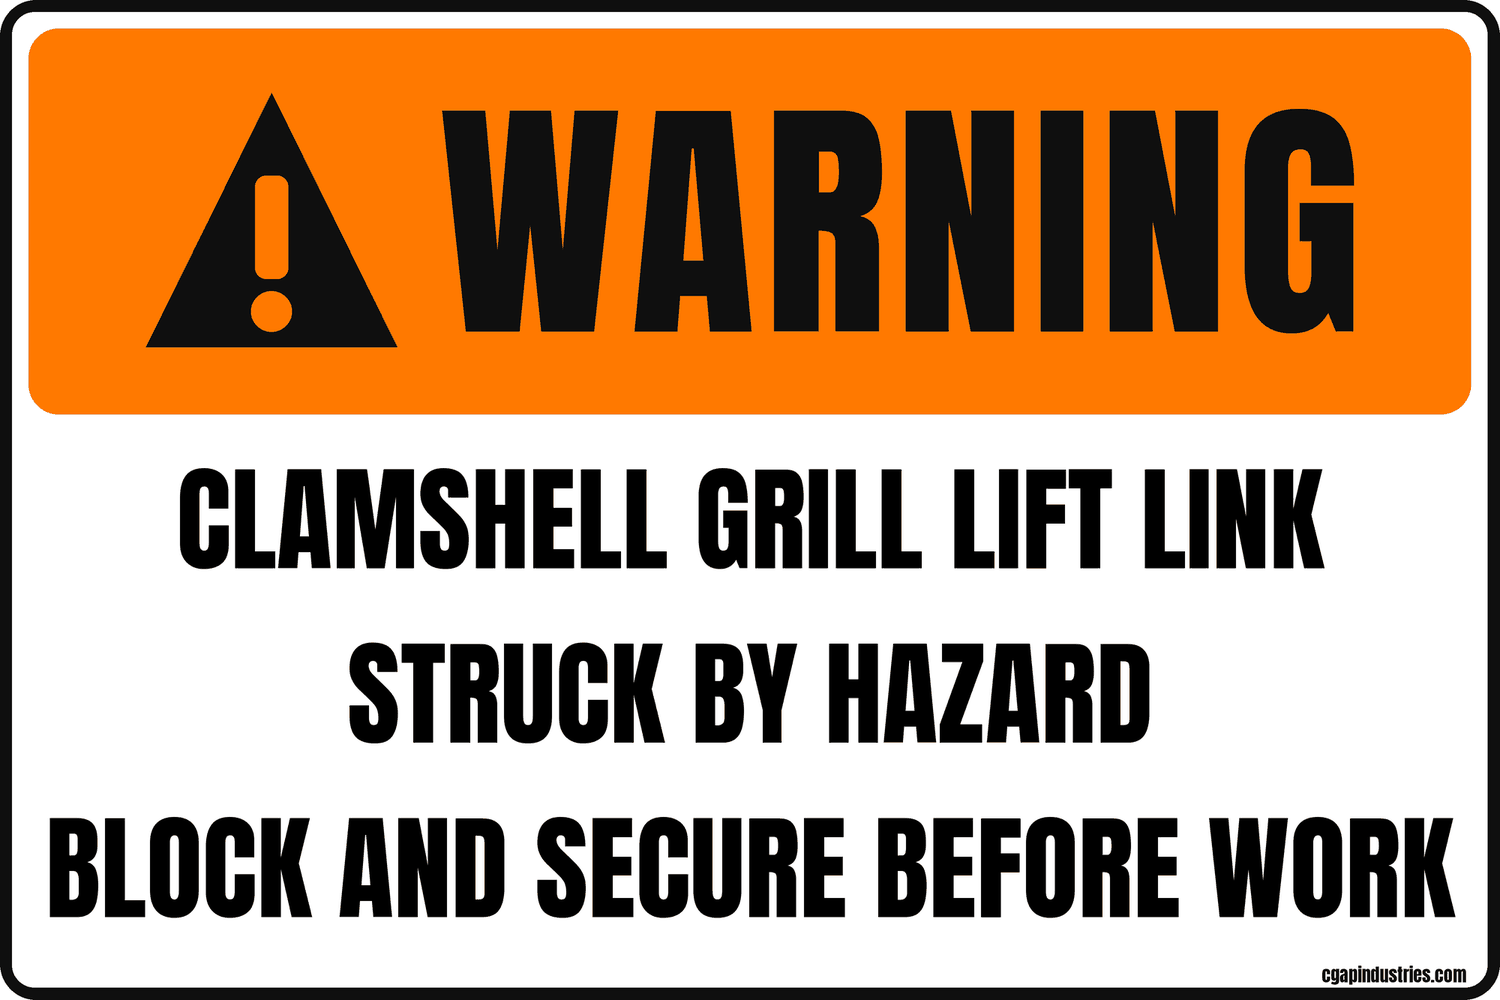 WARNING
CLAMSHELL GRILL LIFT LINK
STRUCK BY HAZARD
BLOCK AND SECURE BEFORE WORK
cgapindustries.com